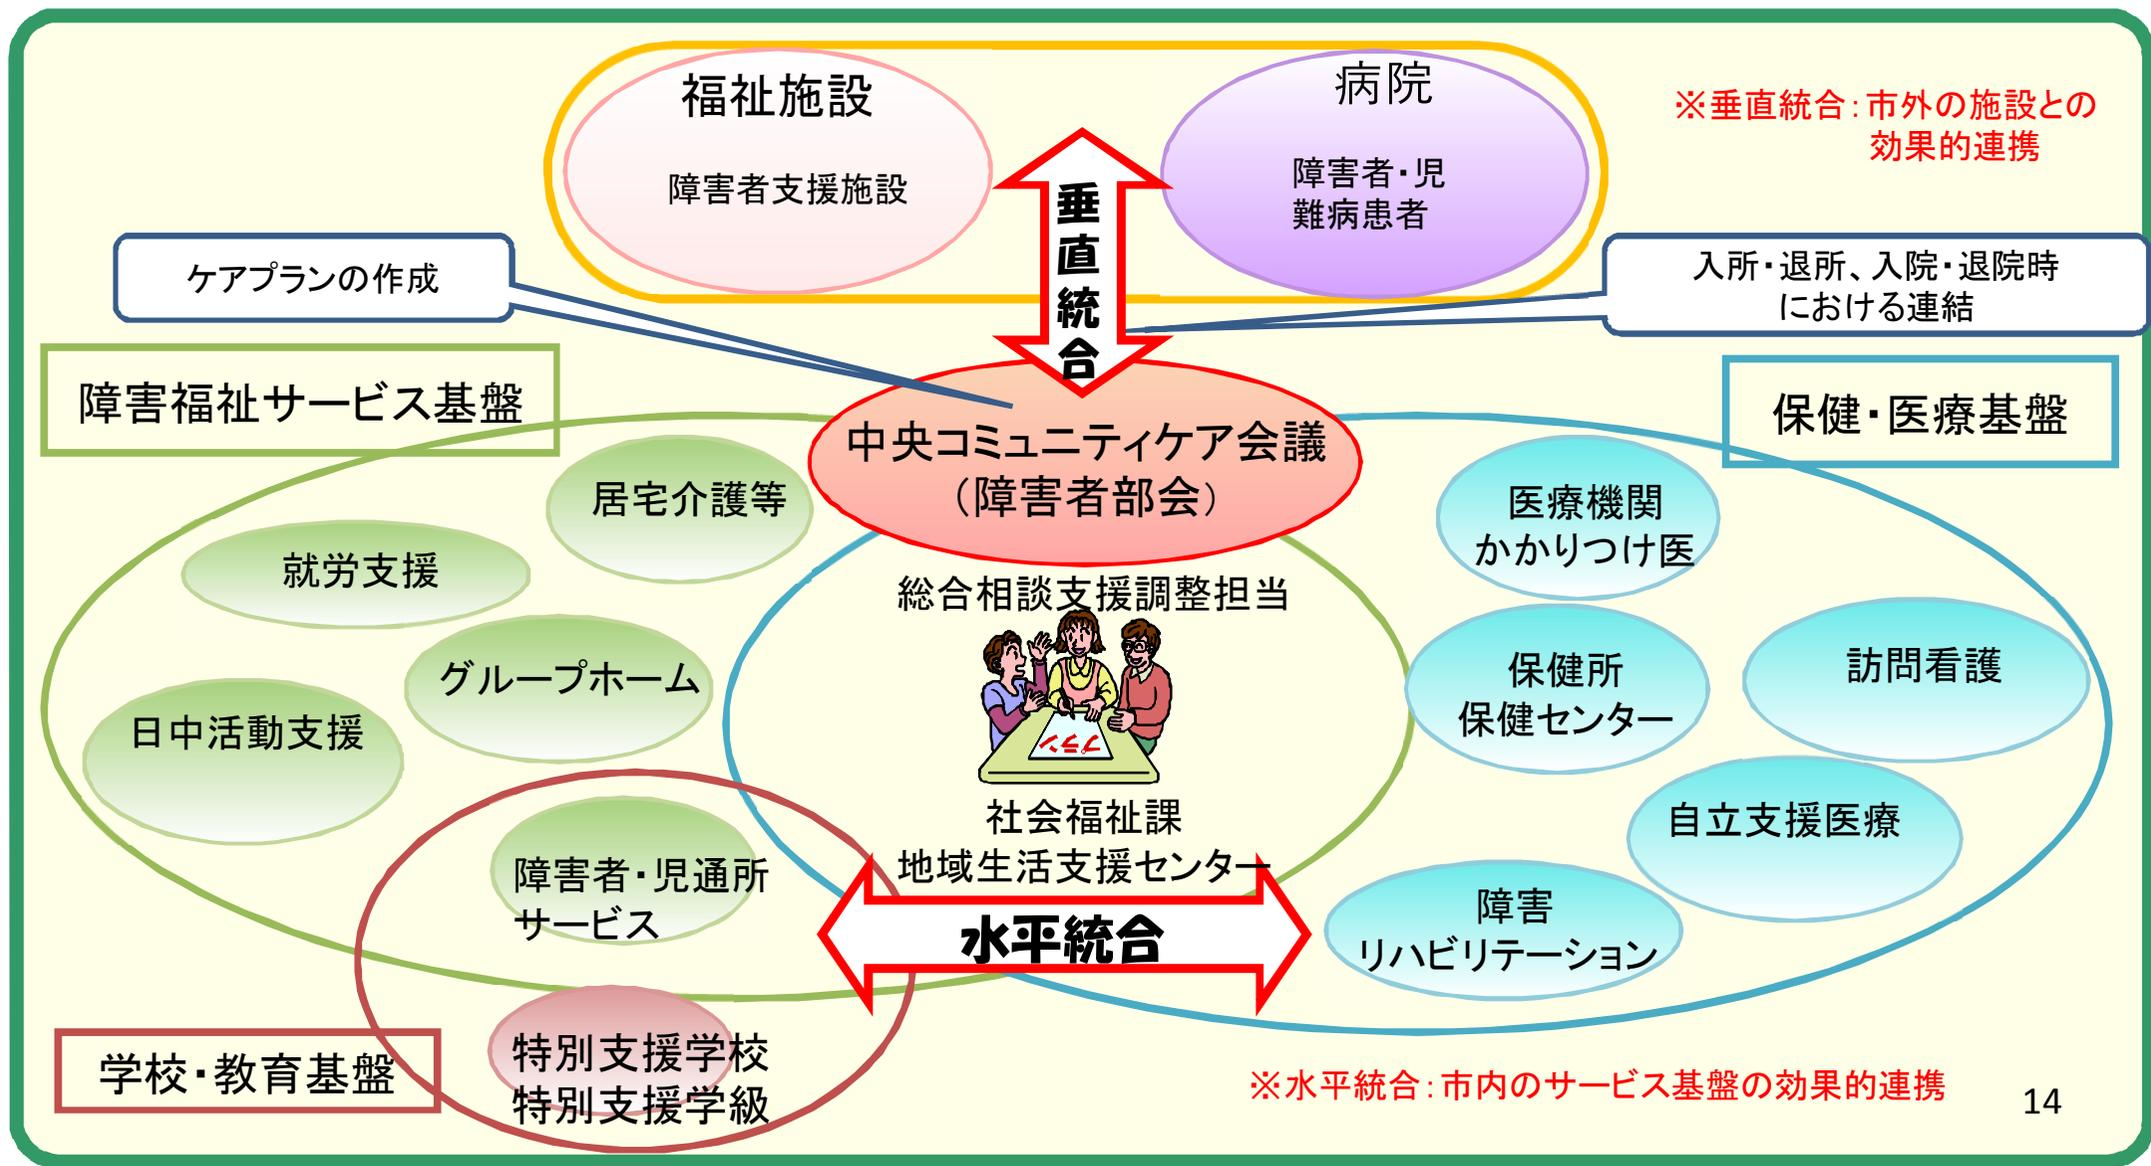 福祉施設
障害者支援施設
病院
障害者・児
難病患者
※垂直統合：市外の施設との
効果的連携
垂直統合
ケアプランの作成
入所・退所、入院・退院時
における連結
障害福祉サービス基盤
保健・医療基盤
中央コミュニティケア会議
（障害者部会）
居宅介護等
就労支援
グループホーム
日中活動支援
障害者・児通所
サービス
総合相談支援調整担当
プラン
社会福祉課
地域生活支援センター
水平統合
医療機関
かかりつけ医
保健所
保健センター
訪問看護
自立支援医療
障害
リハビリテーション
学校・教育基盤
特別支援学校
特別支援学級
※水平統合：市内のサービス基盤の効果的連携
14